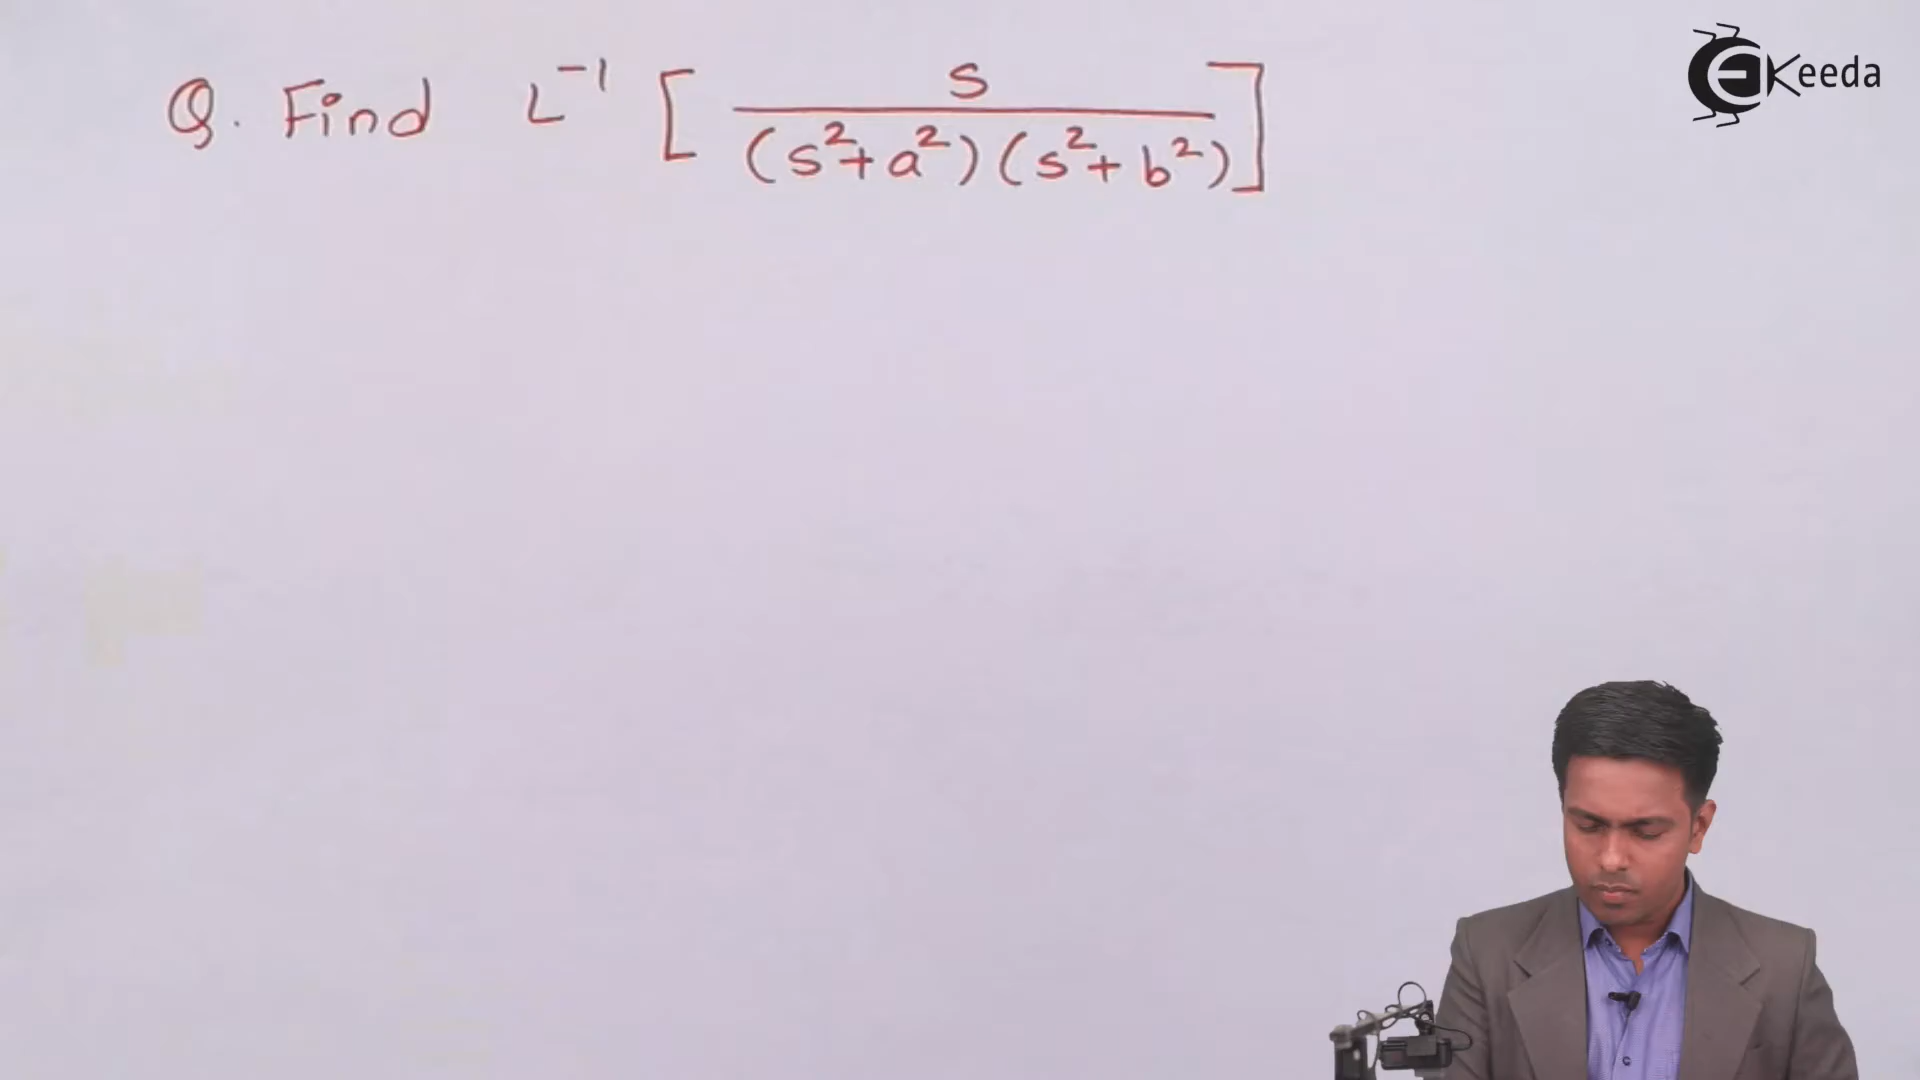 Q. Find L⁻¹ [ s / (s²+a²)(s²+b²) ]
EKeeda